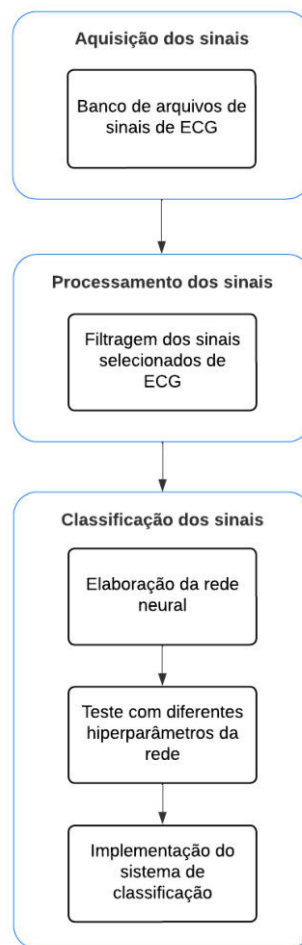 Aquisição dos sinais
Banco de arquivos de
sinais de ECG
Processamento dos sinais
Filtragem dos sinais
selecionados de
ECG
Classificação dos sinais
Elaboração da rede
neural
Teste com diferentes
hiperparâmetros da
rede
Implementação do
sistema de
classificação